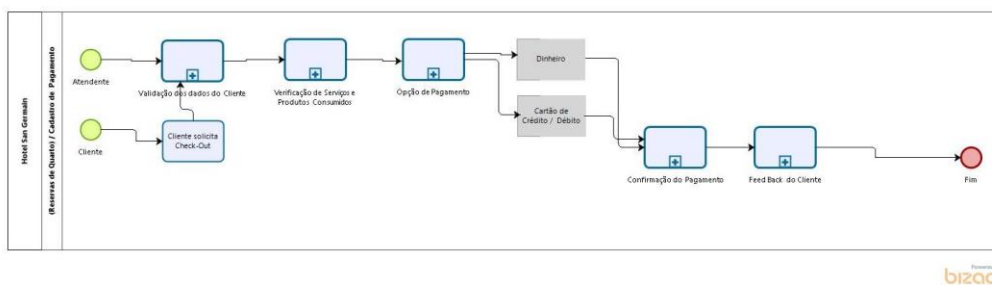 Hotel San Germain
(Reservas de Quarto) / Cadastro de Pagamento
Atendente
Validação dos dados do Cliente
Verificação de Serviços e
Produtos Consumidos
Opção de Pagamento
Dinheiro
Cartão de
Crédito / Débito
Cliente
Cliente solicita
Check-Out
Confirmação do Pagamento
Feed Back do Cliente
Fim
Powered
bizag